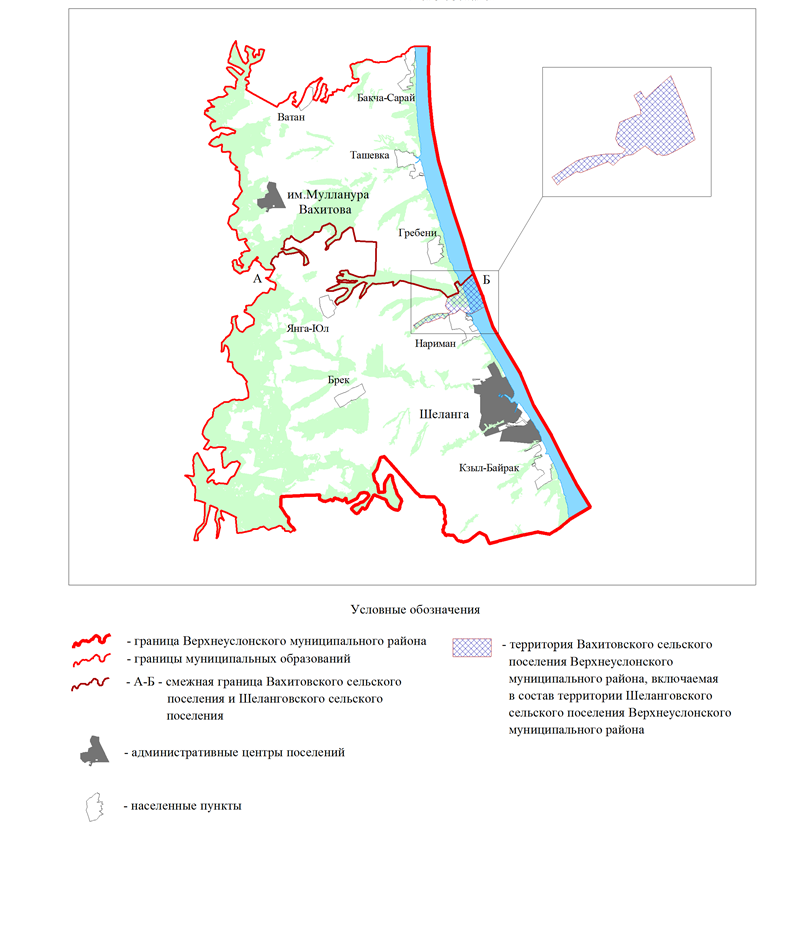 Бакча-Сарай
Ватан
Ташевка
им.Мулланура
Вахитова
Гребени
А
Б
Янга-Юл
Нариман
Брек
Шеланга
Кзыл-Байрак
Условные обозначения
- граница Верхнеуслонского муниципального района
- границы муниципальных образований
- А-Б - смежная граница Вахитовского сельского
поселения и Шеланговского сельского
поселения
- административные центры поселений
- населенные пункты
- территория Вахитовского сельского
поселения Верхнеуслонского
муниципального района, включаемая
в состав территории Шеланговского
сельского поселения Верхнеуслонского
муниципального района